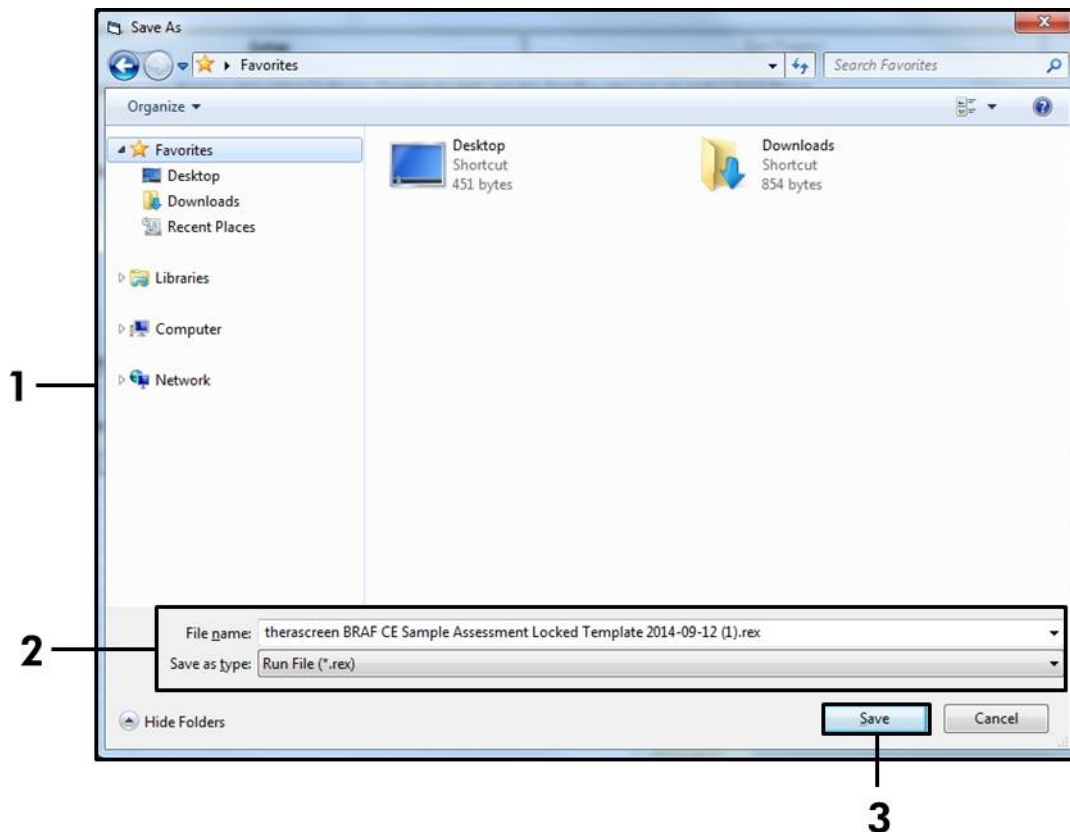 Save As
Favorites
Search Favorites
Organize
Favorites
Desktop
Downloads
Recent Places
Libraries
Computer
Network
Desktop
Shortcut
451 bytes
Downloads
Shortcut
854 bytes
1
2
File name: therascreen BRAF CE Sample Assessment Locked Template 2014-09-12 (1).rex
Save as type: Run File (*.rex)
Hide Folders
Save
Cancel
3